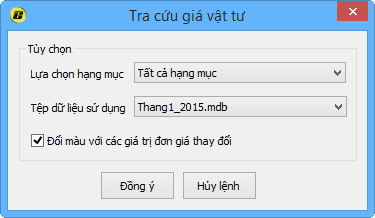 Tra cứu giá vật tư
Tùy chọn
Lựa chọn hạng mục
Tất cả hạng mục
Tệp dữ liệu sử dụng
Thang1_2015.mdb
Đổi màu với các giá trị đơn giá thay đổi
Đồng ý
Hủy lệnh